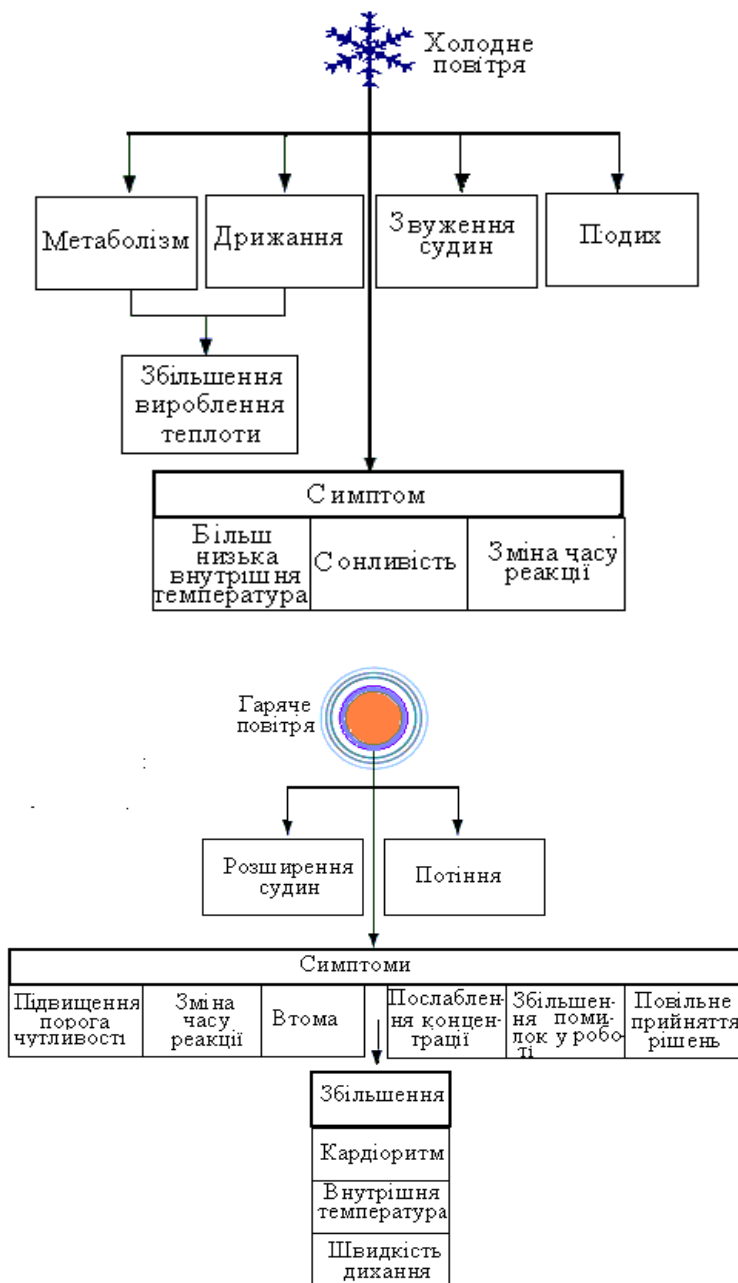 Холодне
повітря
Метаболізм
Дрижання
Звуження
судин
Подих
Збільшення
вироблення
теплоти
Симптом
Більш
низька
внутрішня
температура
Сонливість
Зміна часу
реакції
Гаряче
повітря
:
- .
Розширення
судин
Потіння
Симптоми
Підвищення
порога
чутливості
Зміна
часу
реакції
Втома
Послаблен-
ня концен-
трації
Збільшен-
ня поми-
лок у робо-
ті
Повільне
прийняття
рішень
Збільшення
Кардіоритм
Внутрішня
температура
Швидкість
дихання